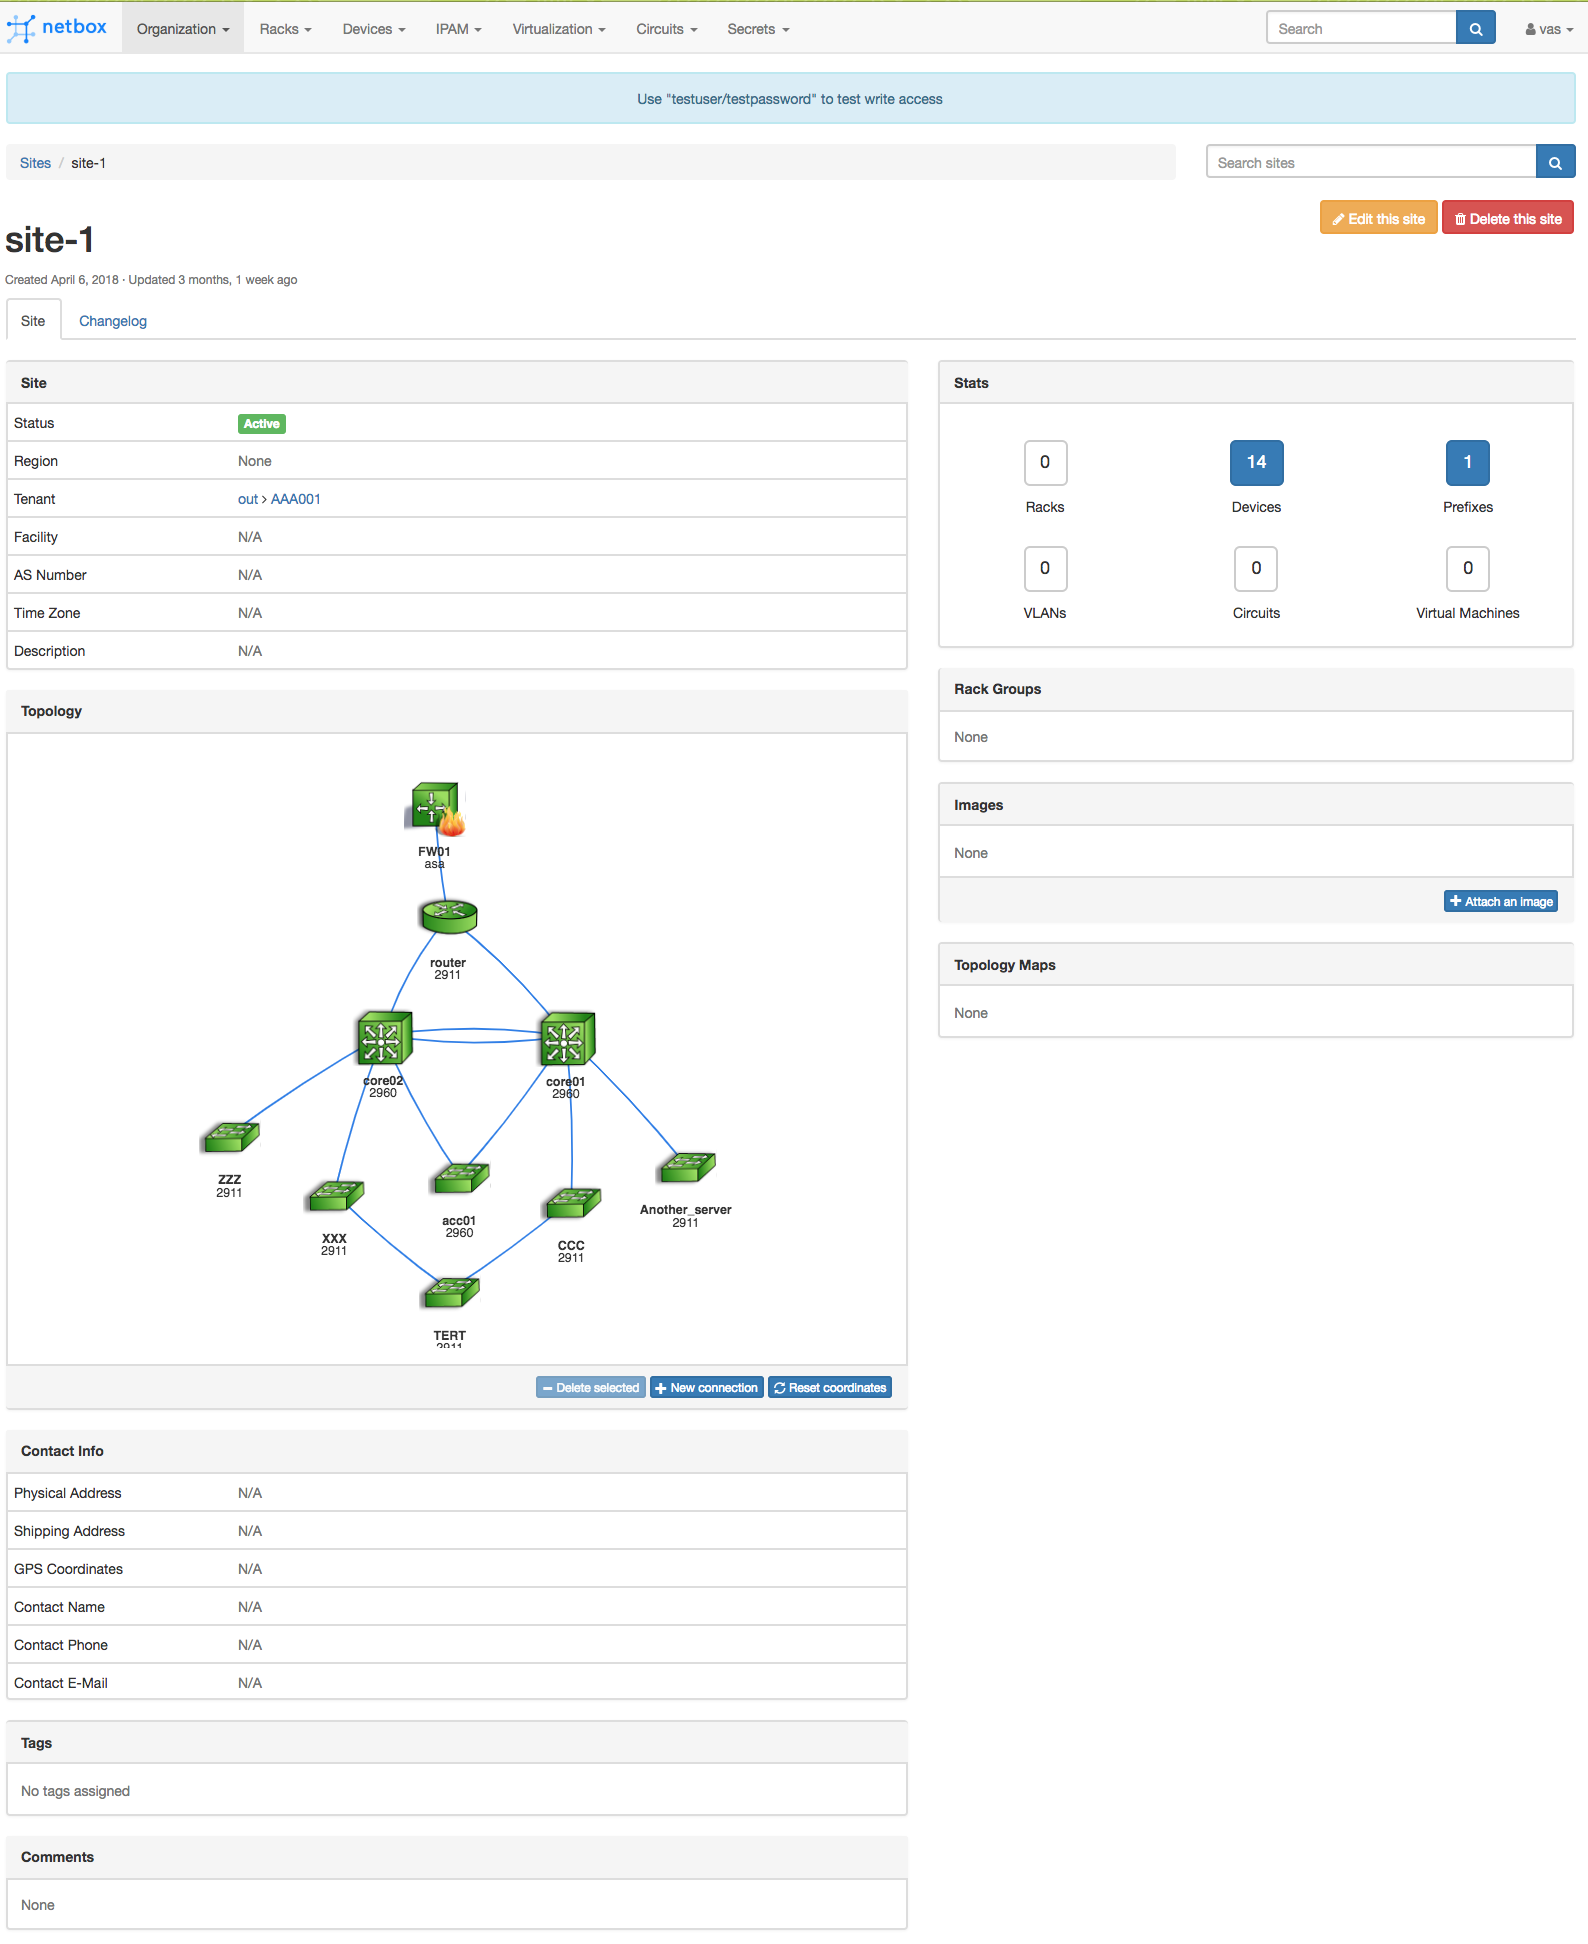 netbox Organization Racks Devices IPAM Virtualization Circuits Secrets Search vas
Use "testuser/testpassword" to test write access
Sites / site-1
Search sites
Edit this site Delete this site
site-1
Created April 6, 2018 · Updated 3 months, 1 week ago
Site Changelog
Site
Status Active
Region None
Tenant out > AAA001
Facility N/A
AS Number N/A
Time Zone N/A
Description N/A
Topology
FW01
asa
router
2911
core02
2960
core01
2960
ZZZ
2911
XXX
2911
acc01
2960
CCC
2911
Another_server
2911
TERT
2911
Delete selected New connection Reset coordinates
Contact Info
Physical Address N/A
Shipping Address N/A
GPS Coordinates N/A
Contact Name N/A
Contact Phone N/A
Contact E-Mail N/A
Tags
No tags assigned
Comments
None
Stats
0 14 1
Racks Devices Prefixes
0 0 0
VLANs Circuits Virtual Machines
Rack Groups
None
Images
None
Attach an image
Topology Maps
None